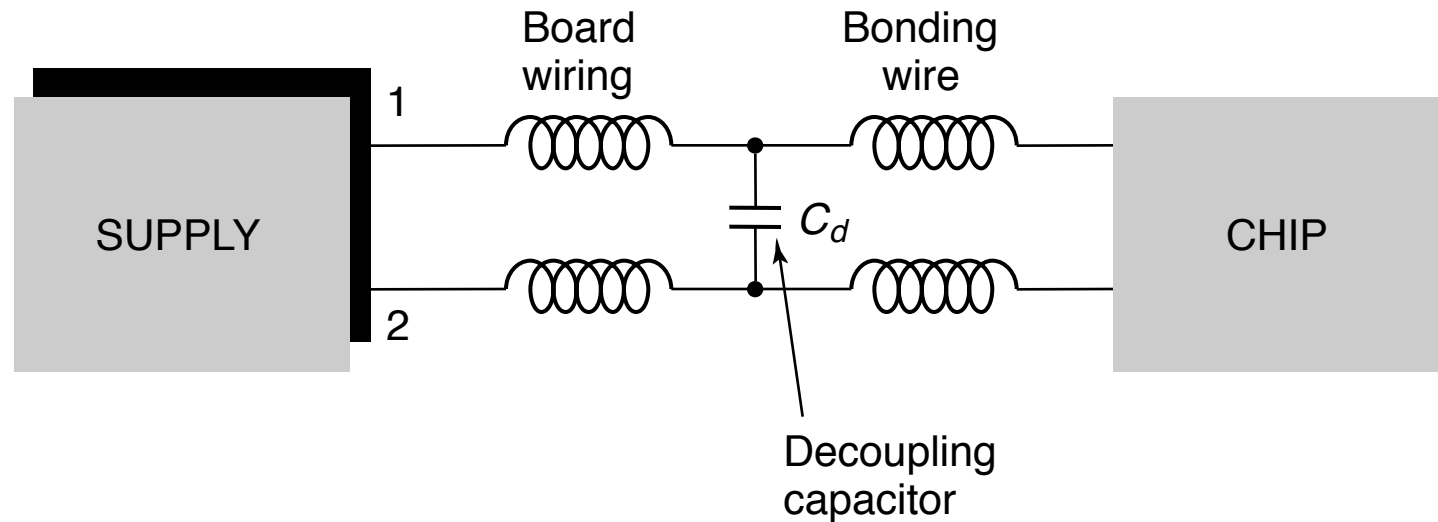 Board
wiring
Bonding
wire
1
SUPPLY
C_d
CHIP
2
Decoupling
capacitor